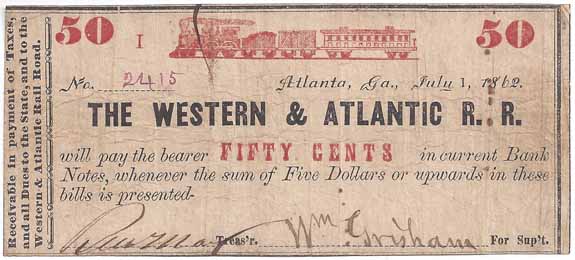 Receivable in payment of Taxes,
and all Dues to the State, and to the
Western & Atlantic Rail Road.
50 I 50
No. 2415 Atlanta, Ga., July 1, 1862.
THE WESTERN & ATLANTIC R. R.
will pay the bearer FIFTY CENTS in current Bank
Notes, whenever the sum of Five Dollars or upwards in these
bills is presented-
Treas'r. Wm Grisham For Sup't.